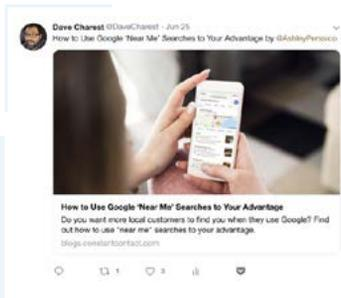 Dave Charest @DaveCharest · Jun 25
How to Use Google 'Near Me' Searches to Your Advantage by @AshleyPersico
How to Use Google 'Near Me' Searches to Your Advantage
Do you want more local customers to find you when they use Google? Find
out how to use "near me" searches to your advantage.
blogs.constantcontact.com
1
3